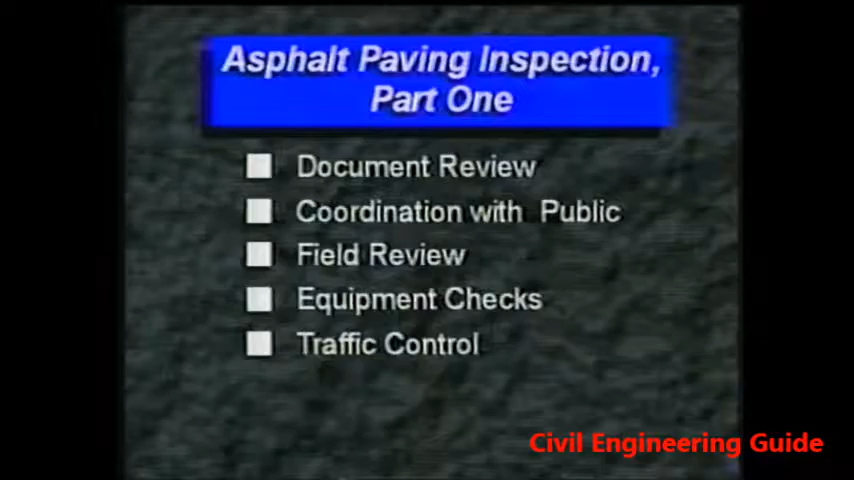 Asphalt Paving Inspection,
Part One
Document Review
Coordination with Public
Field Review
Equipment Checks
Traffic Control
Civil Engineering Guide